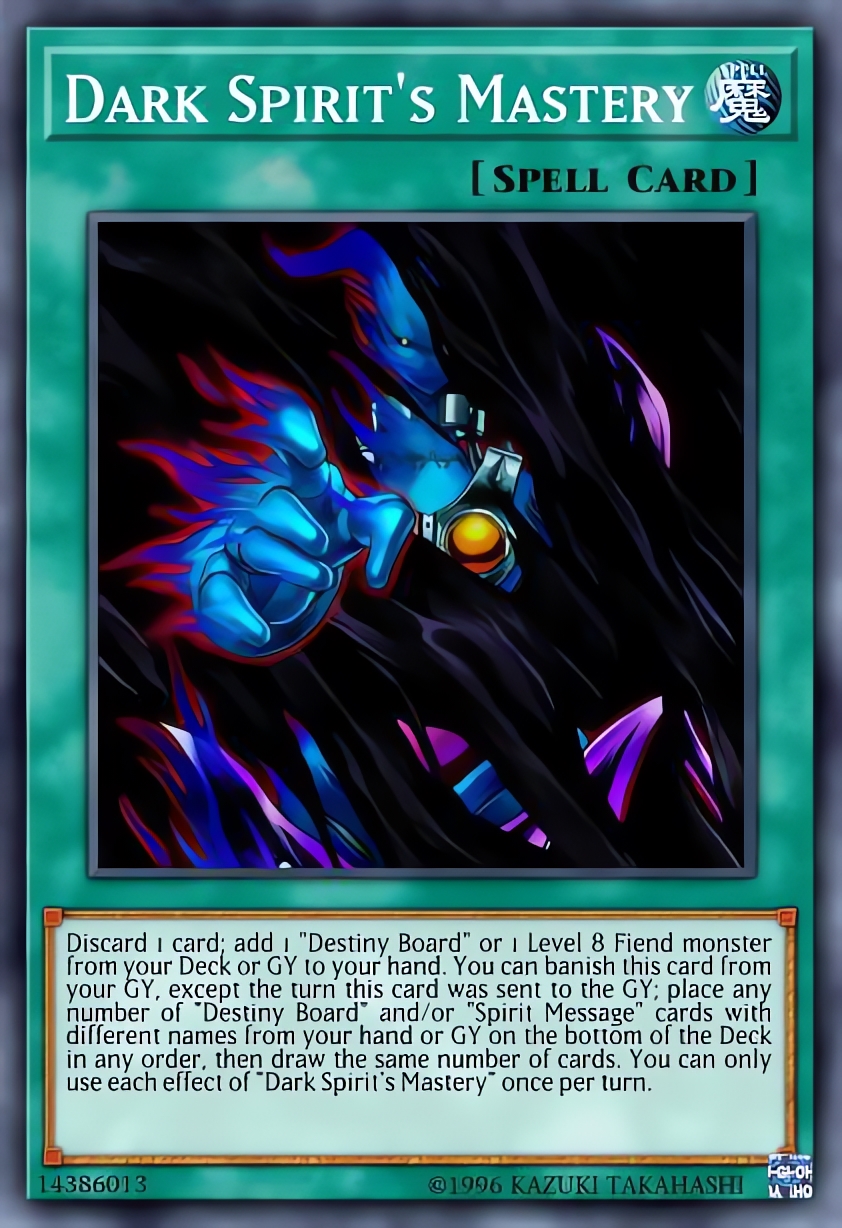 DARK SPIRIT'S MASTERY
魔
[SPELL CARD]
Discard 1 card; add 1 "Destiny Board" or 1 Level 8 Fiend monster
from your Deck or GY to your hand. You can banish this card from
your GY, except the turn this card was sent to the GY; place any
number of "Destiny Board" and/or "Spirit Message" cards with
different names from your hand or GY on the bottom of the Deck
in any order, then draw the same number of cards. You can only
use each effect of "Dark Spirit's Mastery" once per turn.
14386013 ©1996 KAZUKI TAKAHASHI